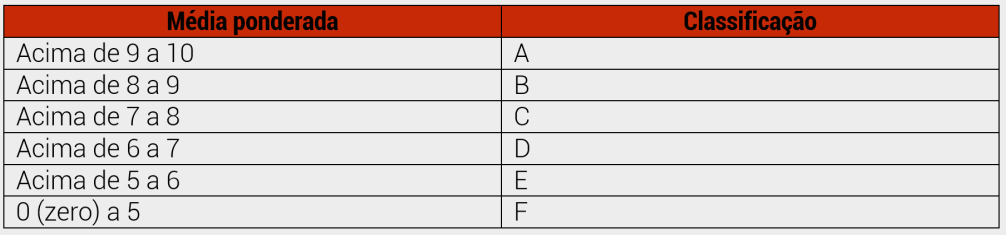 Média ponderada Classificação
Acima de 9 a 10 A
Acima de 8 a 9 B
Acima de 7 a 8 C
Acima de 6 a 7 D
Acima de 5 a 6 E
0 (zero) a 5 F